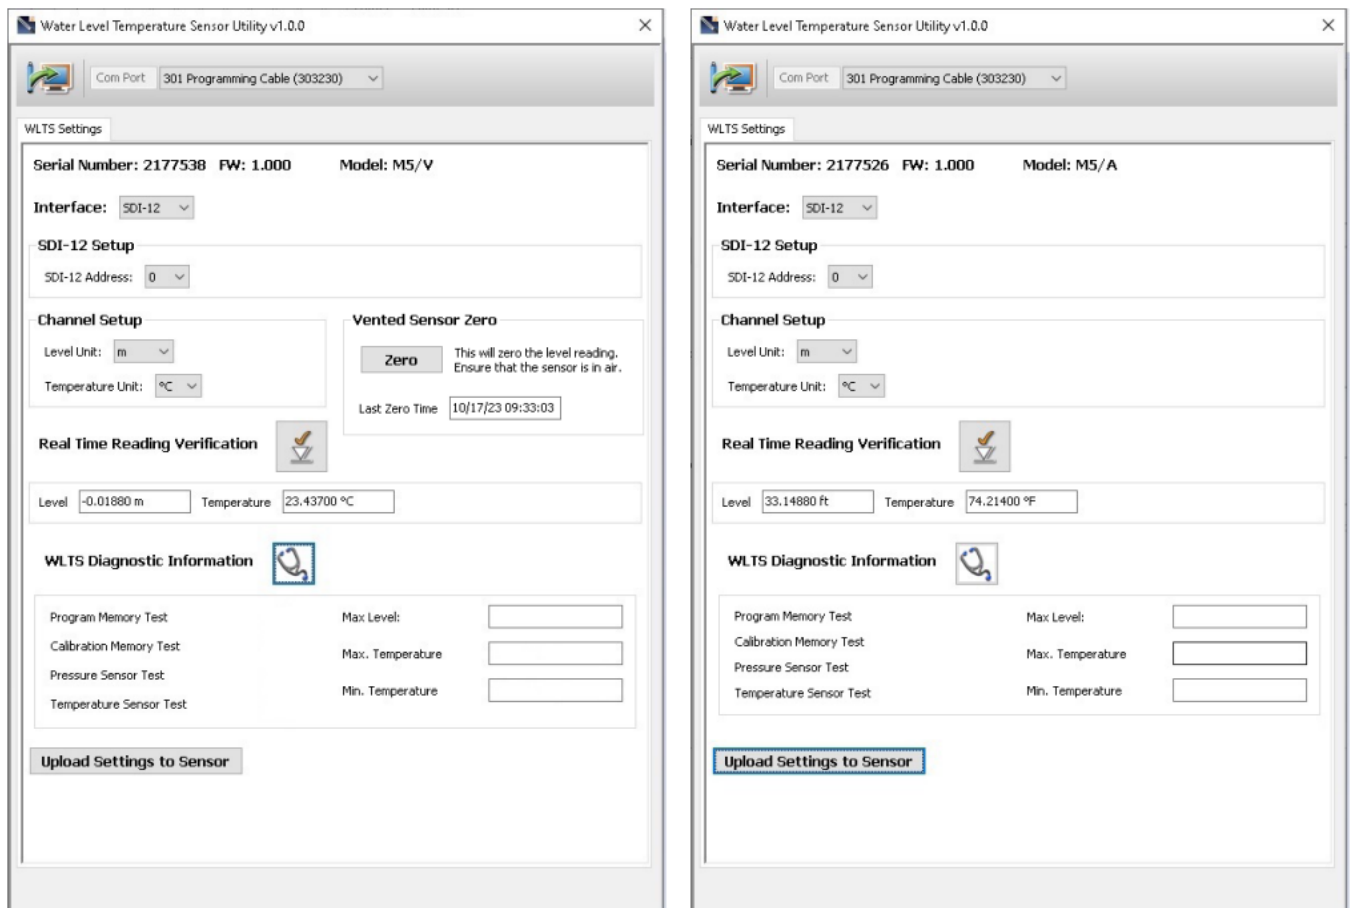 Water Level Temperature Sensor Utility v1.0.0
Com Port 301 Programming Cable (303230)
WLTS Settings
Serial Number: 2177538 FW: 1.000 Model: M5/V
Interface: SDI-12
SDI-12 Setup
SDI-12 Address: 0
Channel Setup
Level Unit: m
Temperature Unit: °C
Vented Sensor Zero
Zero
This will zero the level reading.
Ensure that the sensor is in air.
Last Zero Time 10/17/23 09:33:03
Real Time Reading Verification
Level -0.01880 m Temperature 23.43700 °C
WLTS Diagnostic Information
Program Memory Test
Calibration Memory Test
Pressure Sensor Test
Temperature Sensor Test
Max Level:
Max. Temperature
Min. Temperature
Upload Settings to Sensor
Water Level Temperature Sensor Utility v1.0.0
Com Port 301 Programming Cable (303230)
WLTS Settings
Serial Number: 2177526 FW: 1.000 Model: M5/A
Interface: SDI-12
SDI-12 Setup
SDI-12 Address: 0
Channel Setup
Level Unit: m
Temperature Unit: °C
Real Time Reading Verification
Level 33.14880 ft Temperature 74.21400 °F
WLTS Diagnostic Information
Program Memory Test
Calibration Memory Test
Pressure Sensor Test
Temperature Sensor Test
Max Level:
Max. Temperature
Min. Temperature
Upload Settings to Sensor